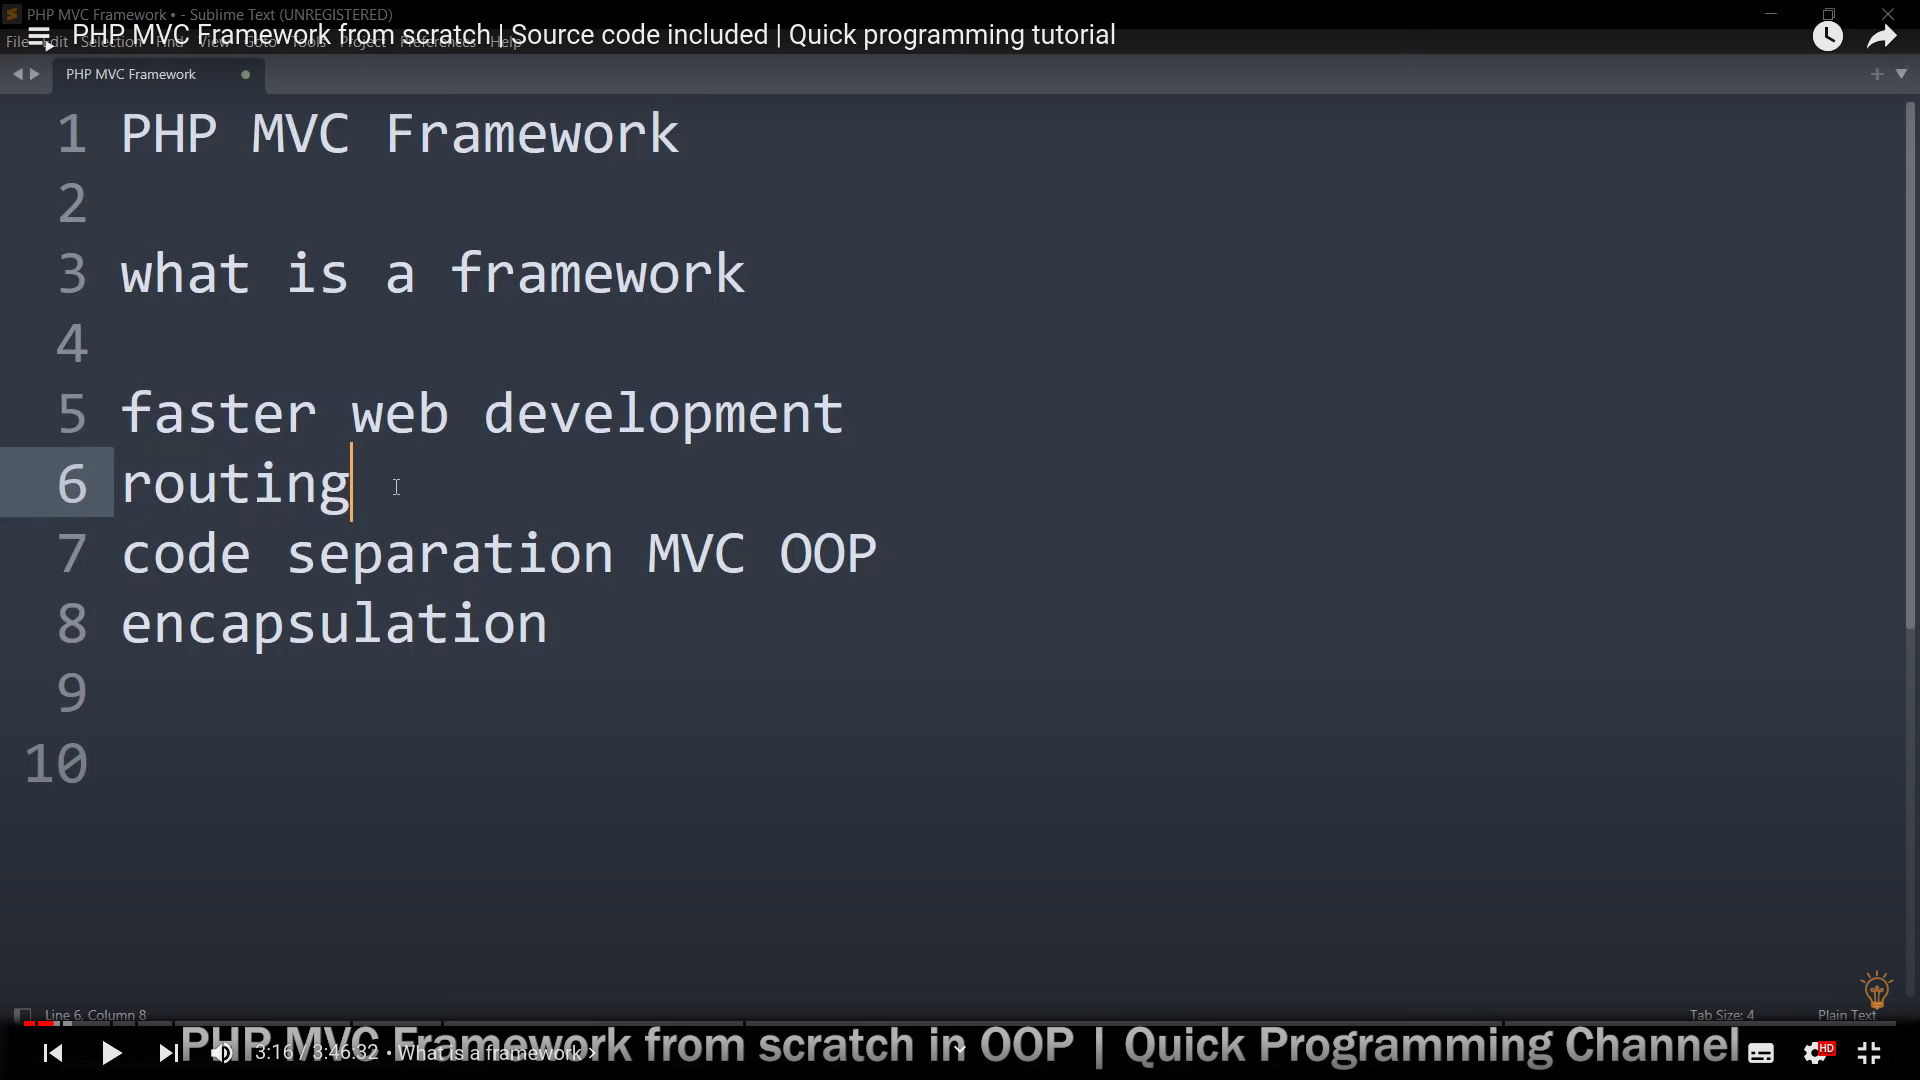 PHP MVC Framework • - Sublime Text (UNREGISTERED)
PHP MVC Framework from scratch | Source code included | Quick programming tutorial
File Edit Selection Find View Goto Tools Project Preferences Help
PHP MVC Framework
1 PHP MVC Framework
2
3 what is a framework
4
5 faster web development
6 routing
7 code separation MVC OOP
8 encapsulation
9
10
Line 6, Column 8
Tab Size: 4
Plain Text
PHP MVC Framework from scratch in OOP | Quick Programming Channel
3:16 / 3:46:32 • What is a framework ›
HD